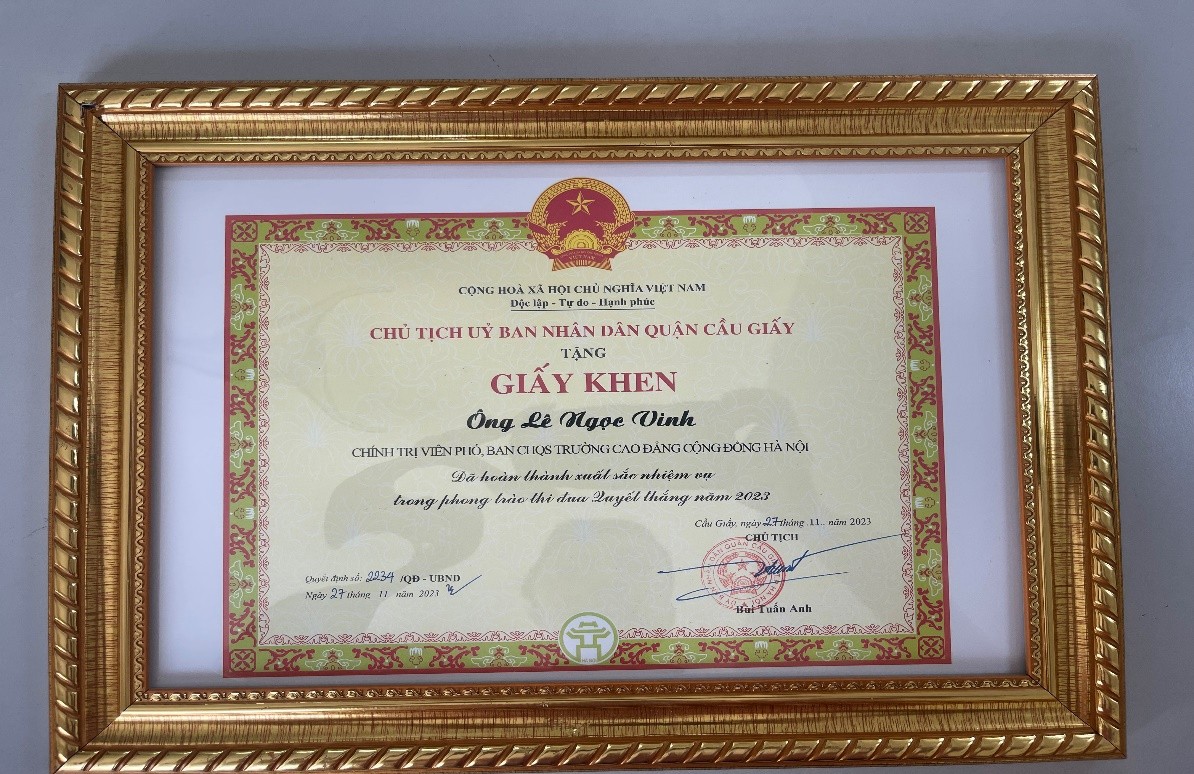 CỘNG HOÀ XÃ HỘI CHỦ NGHĨA VIỆT NAM
Độc lập - Tự do - Hạnh phúc
CHỦ TỊCH UỶ BAN NHÂN DÂN QUẬN CẦU GIẤY
TẶNG
GIẤY KHEN
Ông Lê Ngọc Vinh
CHÍNH TRỊ VIÊN PHÓ, BAN CHQS TRƯỜNG CAO ĐẲNG CỘNG ĐỒNG HÀ NỘI
Đã hoàn thành xuất sắc nhiệm vụ
trong phong trào thi đua Quyết thắng năm 2023
Cầu Giấy, ngày 27 tháng 11.. năm 2023
CHỦ TỊCH
Quyết định số: 2234 /QĐ - UBND
Ngày 27 tháng 11 năm 2023
Bùi Tuấn Anh